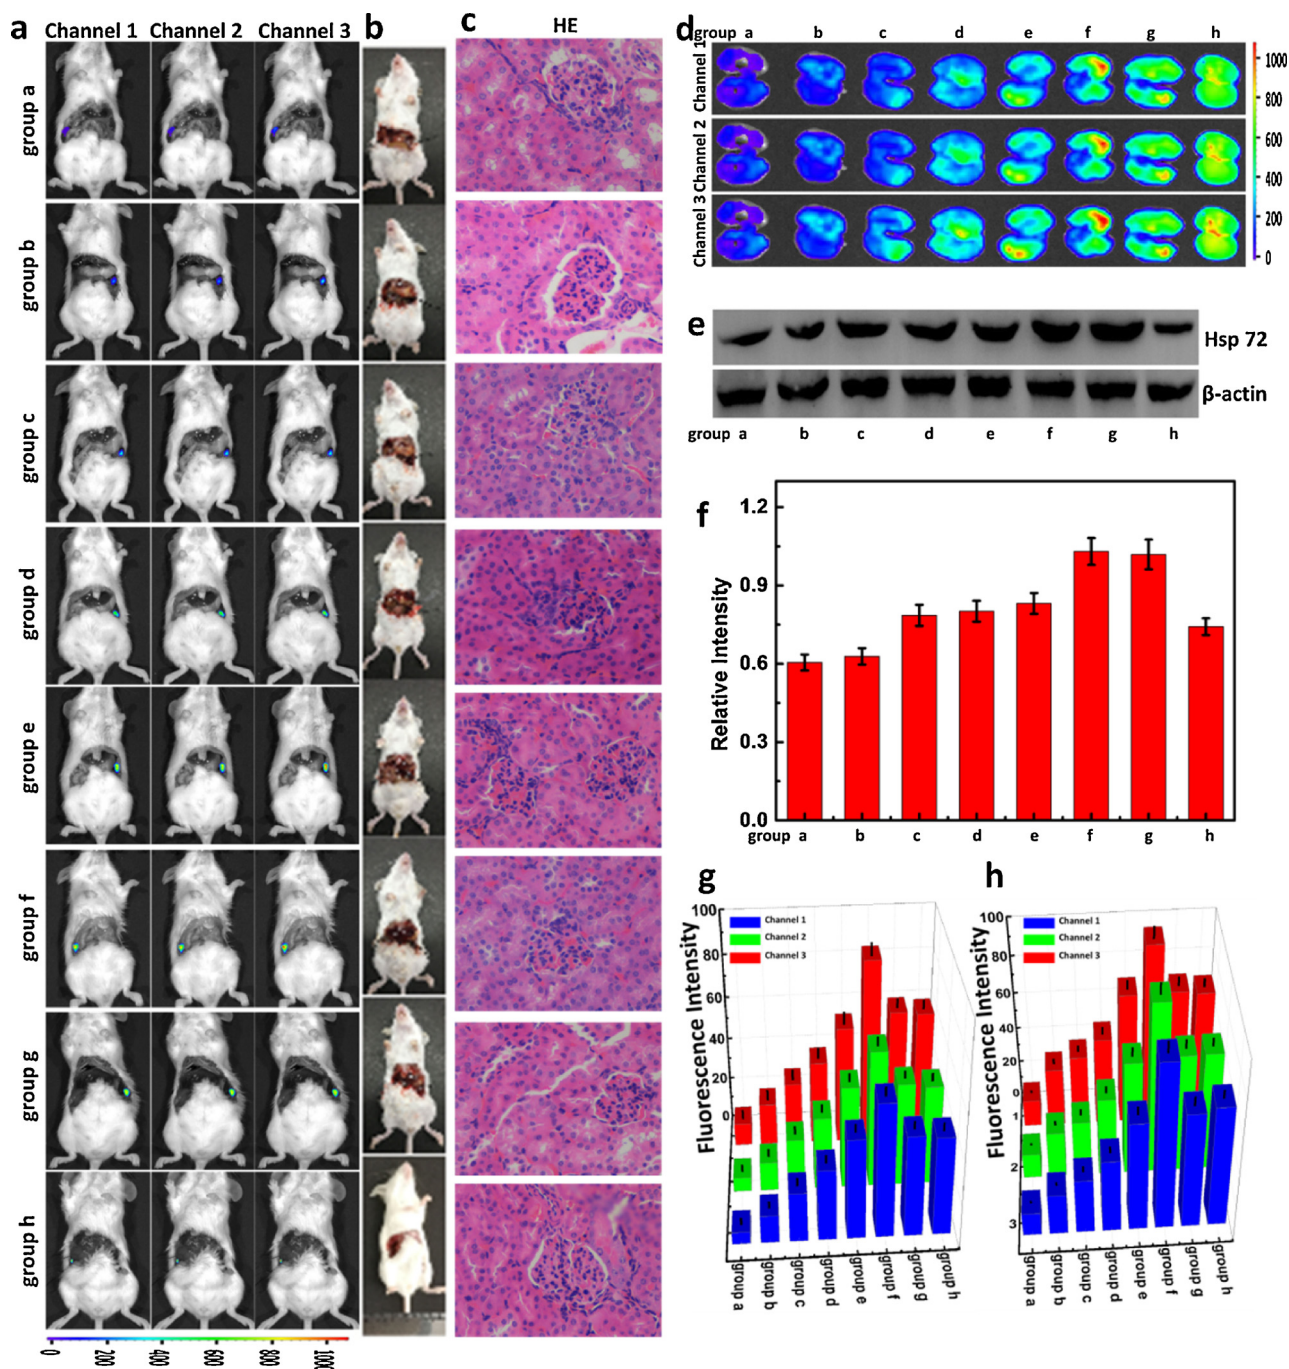 a
Channel 1
Channel 2
Channel 3
group a
group b
group c
group d
group e
group f
group g
group h
0
200
400
600
800
1000
b
c
HE
d
group a b c d e f g h
Channel 1
Channel 2
Channel 3
1000
800
600
400
200
0
e
Hsp 72
β-actin
group a b c d e f g h
f
Relative Intensity
1.2
0.9
0.6
0.3
0.0
group a b c d e f g h
g
Fluorescence Intensity
100
80
60
40
20
0
Channel 1
Channel 2
Channel 3
group a
group b
group c
group d
group e
group f
group g
group h
h
Fluorescence Intensity
100
80
60
40
20
0
1
2
3
Channel 1
Channel 2
Channel 3
group a
group b
group c
group d
group e
group f
group g
group h